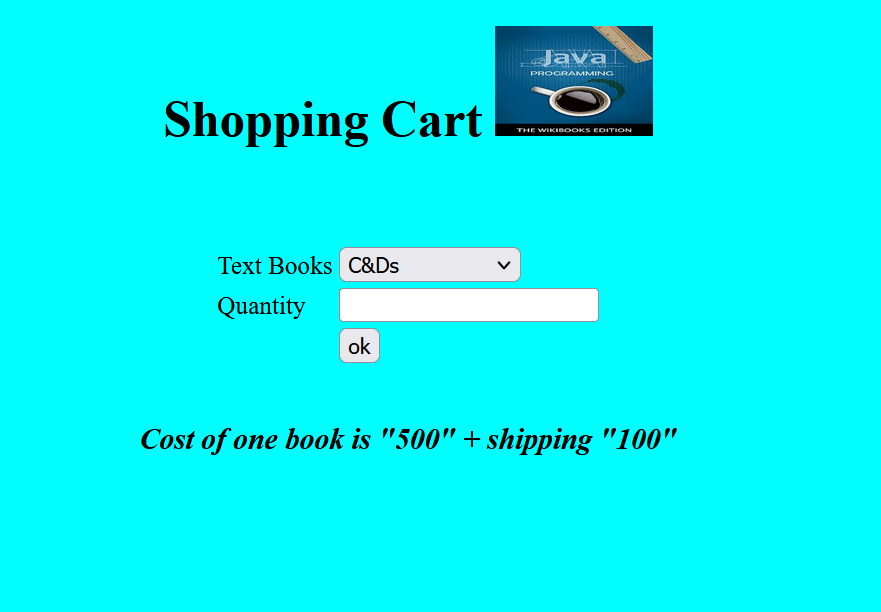 Java
PROGRAMMING
THE WIKIBOOKS EDITION
Shopping Cart
Text Books C&Ds
Quantity
ok
Cost of one book is "500" + shipping "100"